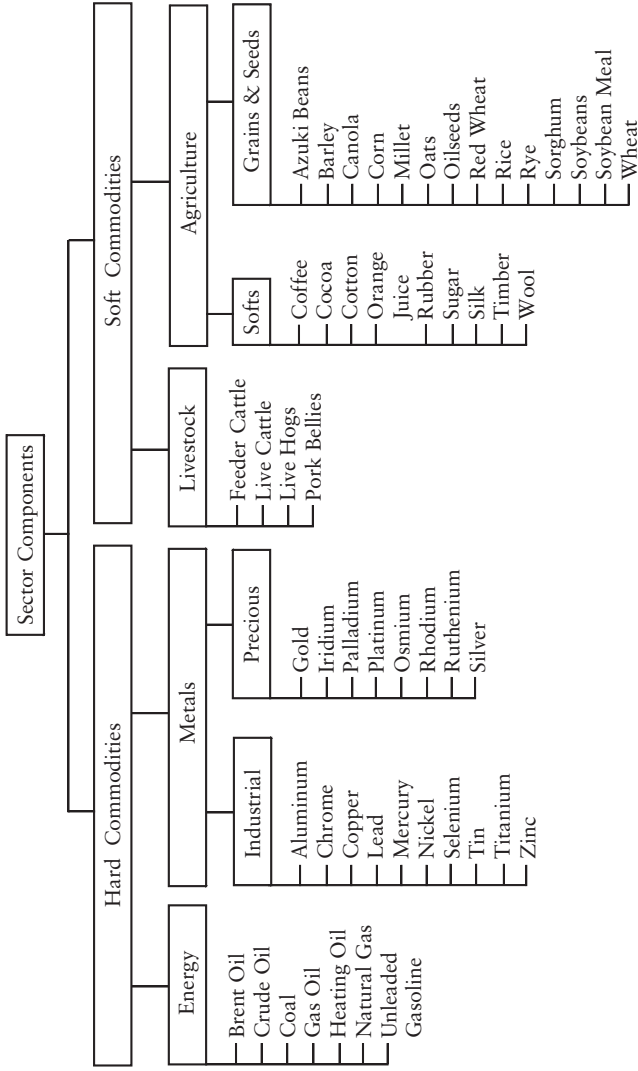 Sector Components
Hard Commodities
Energy
Brent Oil
Crude Oil
Coal
Gas Oil
Heating Oil
Natural Gas
Unleaded
Gasoline
Metals
Industrial
Aluminum
Chrome
Copper
Lead
Mercury
Nickel
Selenium
Tin
Titanium
Zinc
Precious
Gold
Iridium
Palladium
Platinum
Osmium
Rhodium
Ruthenium
Silver
Soft Commodities
Livestock
Feeder Cattle
Live Cattle
Live Hogs
Pork Bellies
Agriculture
Softs
Coffee
Cocoa
Cotton
Orange
Juice
Rubber
Sugar
Silk
Timber
Wool
Grains & Seeds
Azuki Beans
Barley
Canola
Corn
Millet
Oats
Oilseeds
Red Wheat
Rice
Rye
Sorghum
Soybeans
Soybean Meal
Wheat